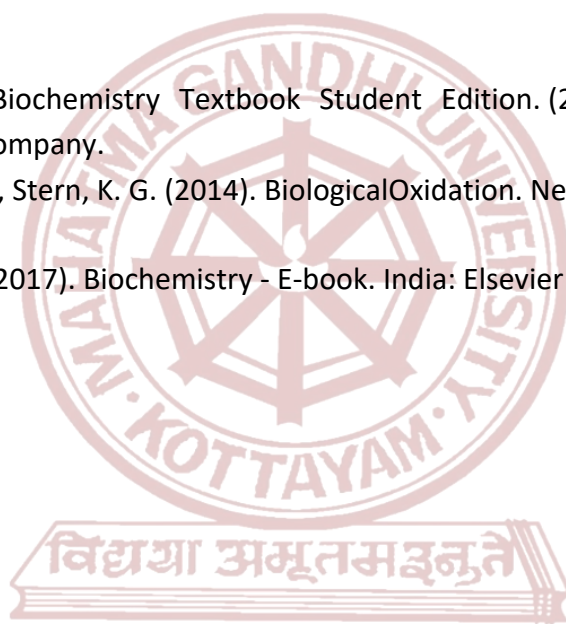 Biochemistry Textbook Student Edition. (2
ompany.
, Stern, K. G. (2014). BiologicalOxidation. Ne
2017). Biochemistry - E-book. India: Elsevier
MAHATMA GANDHI UNIVERSITY
KOTTAYAM
विद्यया अमृतमश्नुते